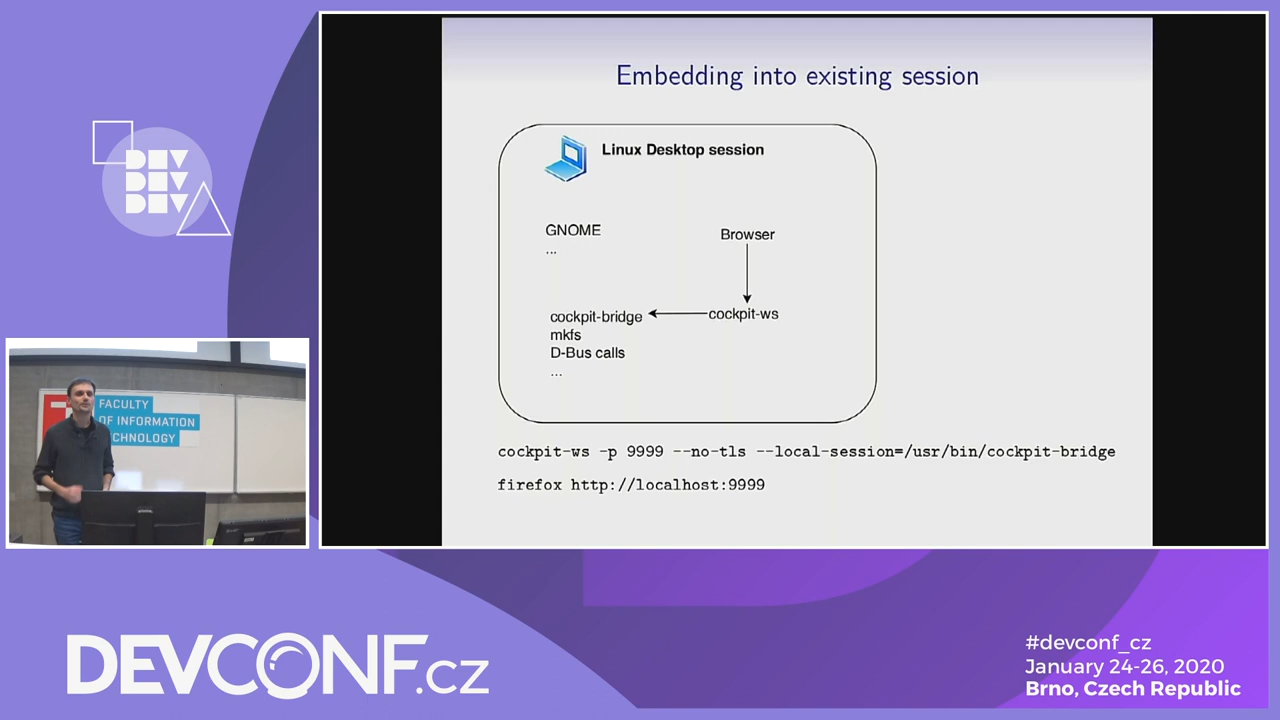 DEV
DEV
DEV
Embedding into existing session
Linux Desktop session
GNOME
...
Browser
cockpit-bridge
cockpit-ws
mkfs
D-Bus calls
...
cockpit-ws -p 9999 --no-tls --local-session=/usr/bin/cockpit-bridge
firefox http://localhost:9999
FACULTY
OF INFORMATION
TECHNOLOGY
DEVCONF.cz
#devconf_cz
January 24-26, 2020
Brno, Czech Republic